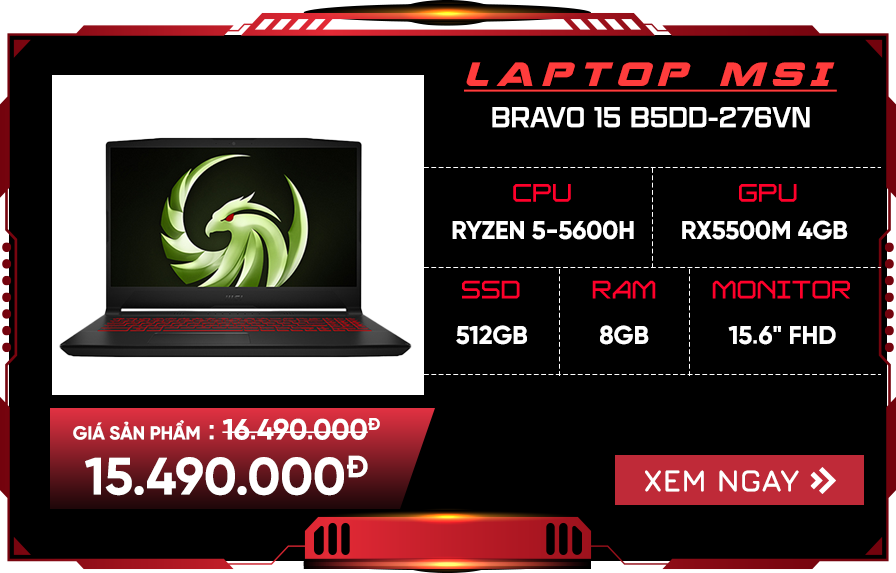 LAPTOP MSI
BRAVO 15 B5DD-276VN
CPU
RYZEN 5-5600H
GPU
RX5500M 4GB
SSD
512GB
RAM
8GB
MONITOR
15.6" FHD
GIÁ SẢN PHẨM : 16.490.000Đ
15.490.000Đ
XEM NGAY